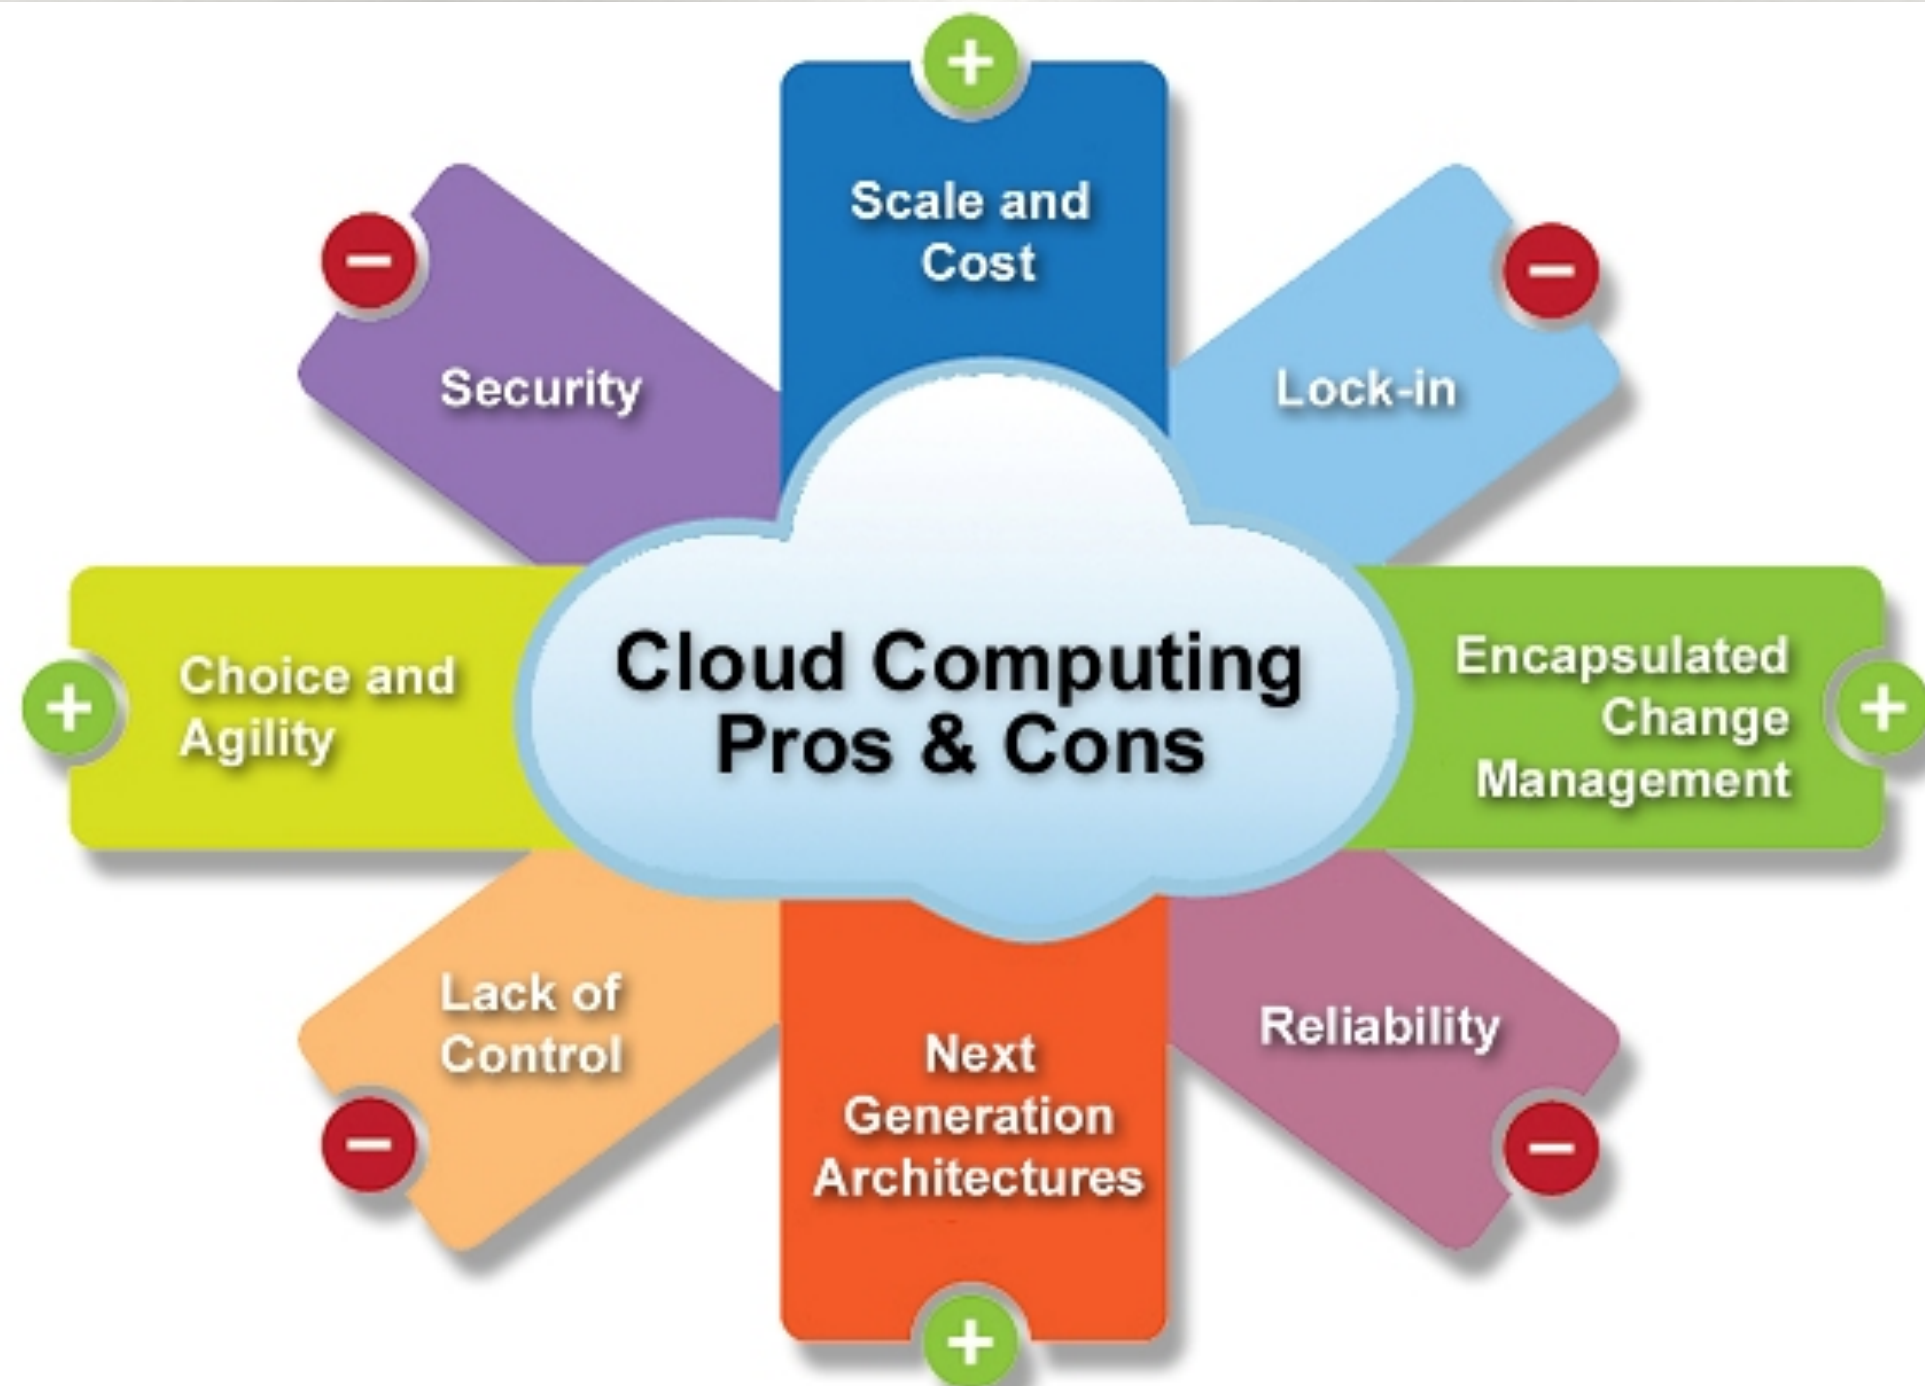 Scale and
Cost
Security
Lock-in
Cloud Computing
Pros & Cons
Choice and
Agility
Encapsulated
Change
Management
Lack of
Control
Next
Generation
Architectures
Reliability